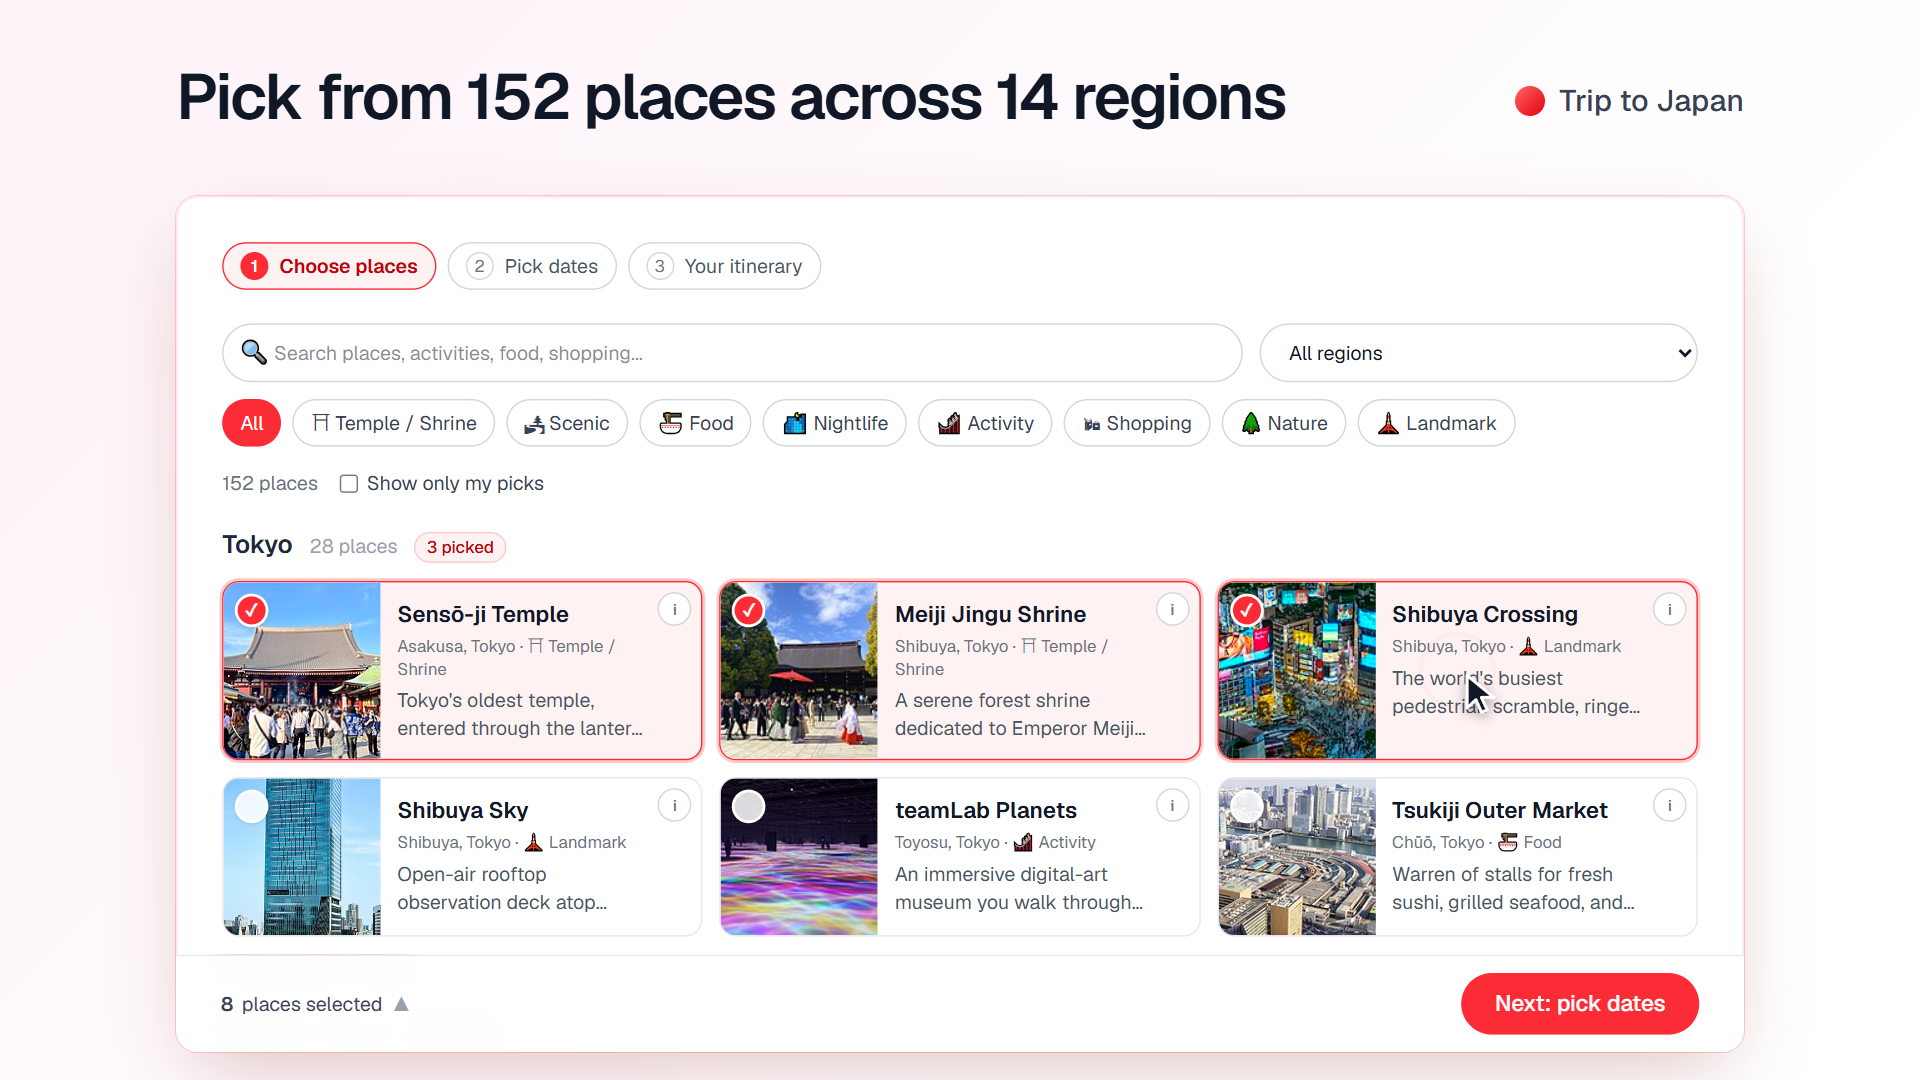 Pick from 152 places across 14 regions
Trip to Japan
1 Choose places
2 Pick dates
3 Your itinerary
Search places, activities, food, shopping...
All regions
All
Temple / Shrine
Scenic
Food
Nightlife
Activity
Shopping
Nature
Landmark
152 places
Show only my picks
Tokyo 28 places 3 picked
Sensō-ji Temple
i
Asakusa, Tokyo · ⛩ Temple /
Shrine
Tokyo's oldest temple,
entered through the lanter...
Meiji Jingu Shrine
i
Shibuya, Tokyo · ⛩ Temple /
Shrine
A serene forest shrine
dedicated to Emperor Meiji...
Shibuya Crossing
i
Shibuya, Tokyo · 🗼 Landmark
The world's busiest
pedestrian scramble, ringe...
Shibuya Sky
i
Shibuya, Tokyo · 🗼 Landmark
Open-air rooftop
observation deck atop...
teamLab Planets
i
Toyosu, Tokyo · 🎢 Activity
An immersive digital-art
museum you walk through...
Tsukiji Outer Market
i
Chūō, Tokyo · 🍜 Food
Warren of stalls for fresh
sushi, grilled seafood, and...
8 places selected ▲
Next: pick dates